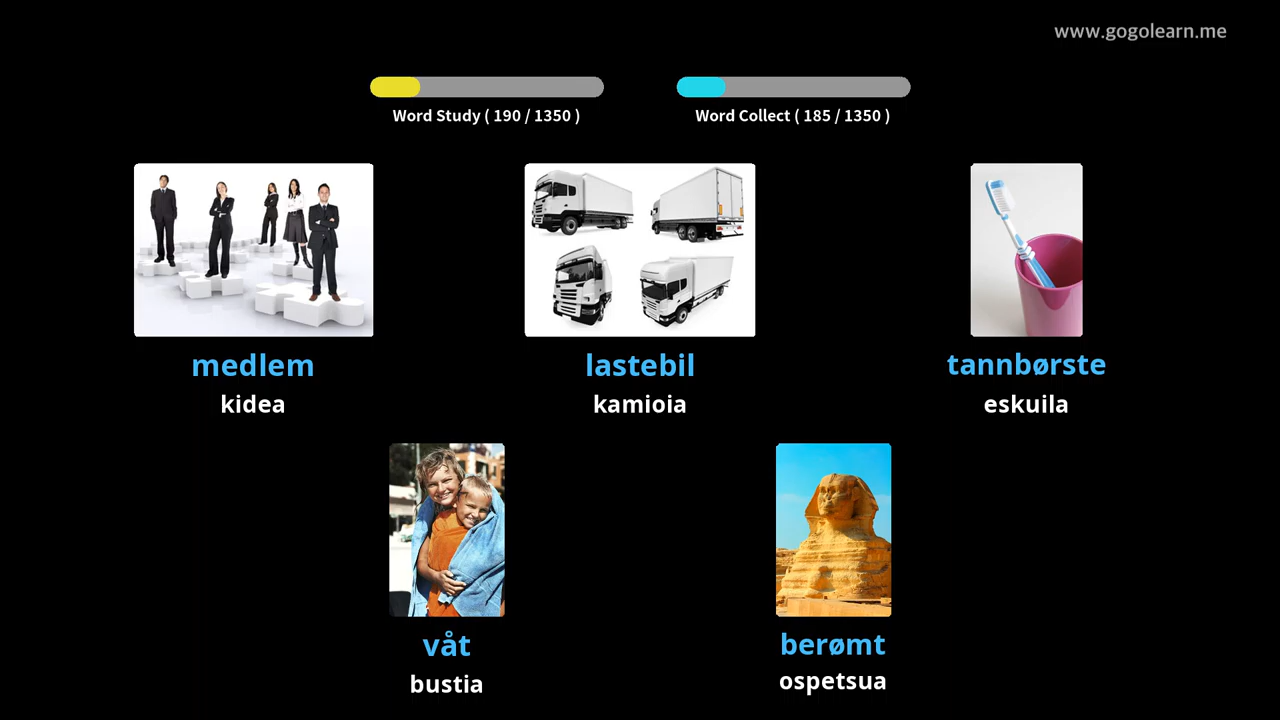 www.gogolearn.me
Word Study ( 190 / 1350 )
Word Collect ( 185 / 1350 )
medlem
kidea
lastebil
kamioia
tannbørste
eskuila
våt
bustia
berømt
ospetsua